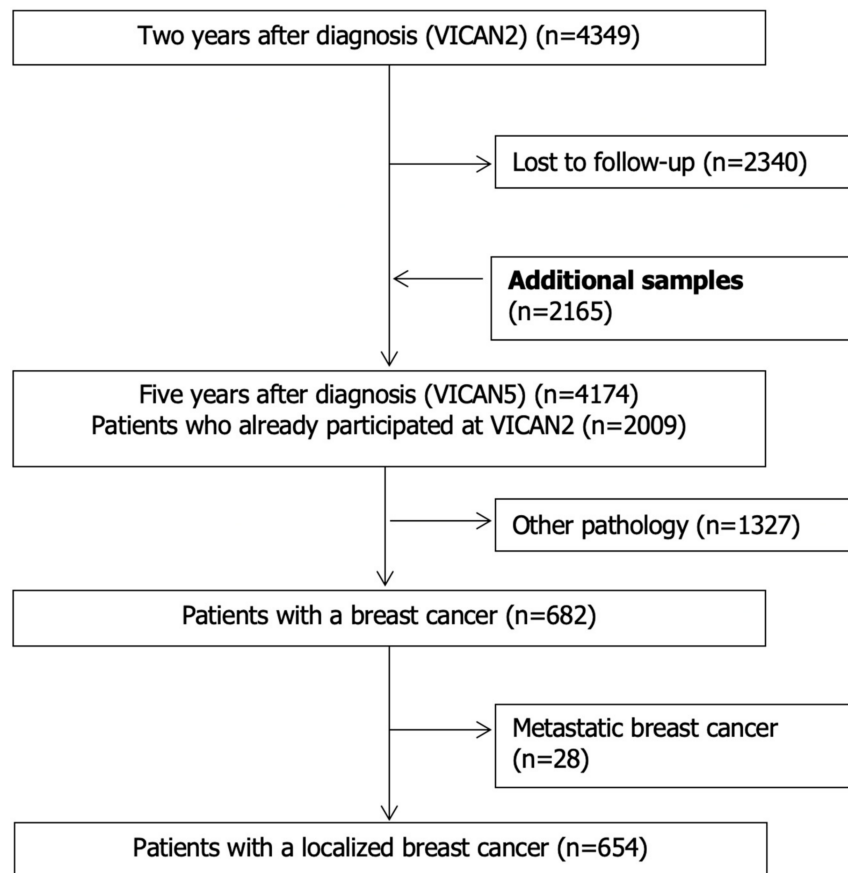 Two years after diagnosis (VICAN2) (n=4349)
Lost to follow-up (n=2340)
Additional samples
(n=2165)
Five years after diagnosis (VICAN5) (n=4174)
Patients who already participated at VICAN2 (n=2009)
Other pathology (n=1327)
Patients with a breast cancer (n=682)
Metastatic breast cancer
(n=28)
Patients with a localized breast cancer (n=654)